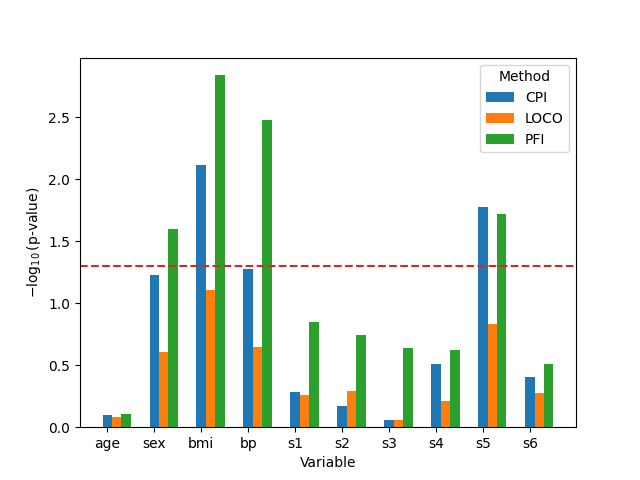 Method
CPI
LOCO
PFI
−log₁₀(p-value)
2.5
2.0
1.5
1.0
0.5
0.0
age sex bmi bp s1 s2 s3 s4 s5 s6
Variable